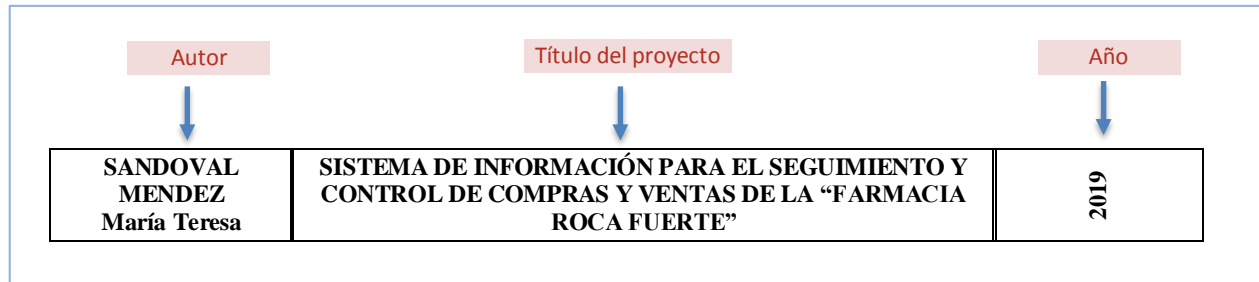 Autor
Título del proyecto
Año
SANDOVAL
MENDEZ
María Teresa
SISTEMA DE INFORMACIÓN PARA EL SEGUIMIENTO Y
CONTROL DE COMPRAS Y VENTAS DE LA “FARMACIA
ROCA FUERTE”
2019